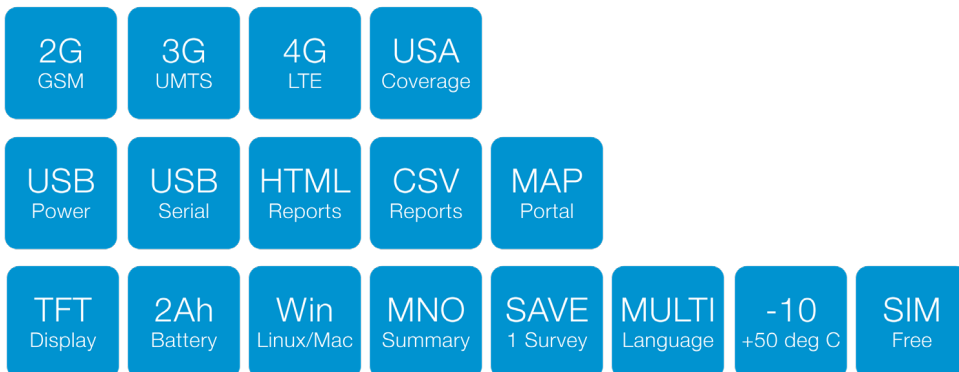 2G 3G 4G USA
GSM UMTS LTE Coverage
USB USB HTML CSV MAP
Power Serial Reports Reports Portal
TFT 2Ah Win MNO SAVE MULTI -10 SIM
Display Battery Linux/Mac Summary 1 Survey Language +50 deg C Free